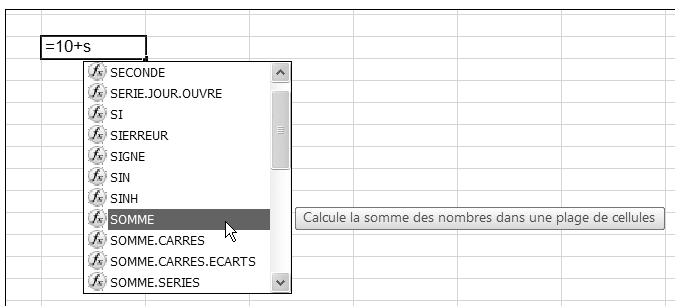 =10+s
SECONDE
SERIE.JOUR.OUVRE
SI
SIERREUR
SIGNE
SIN
SINH
SOMME
Calcule la somme des nombres dans une plage de cellules
SOMME.CARRES
SOMME.CARRES.ECARTS
SOMME.SERIES